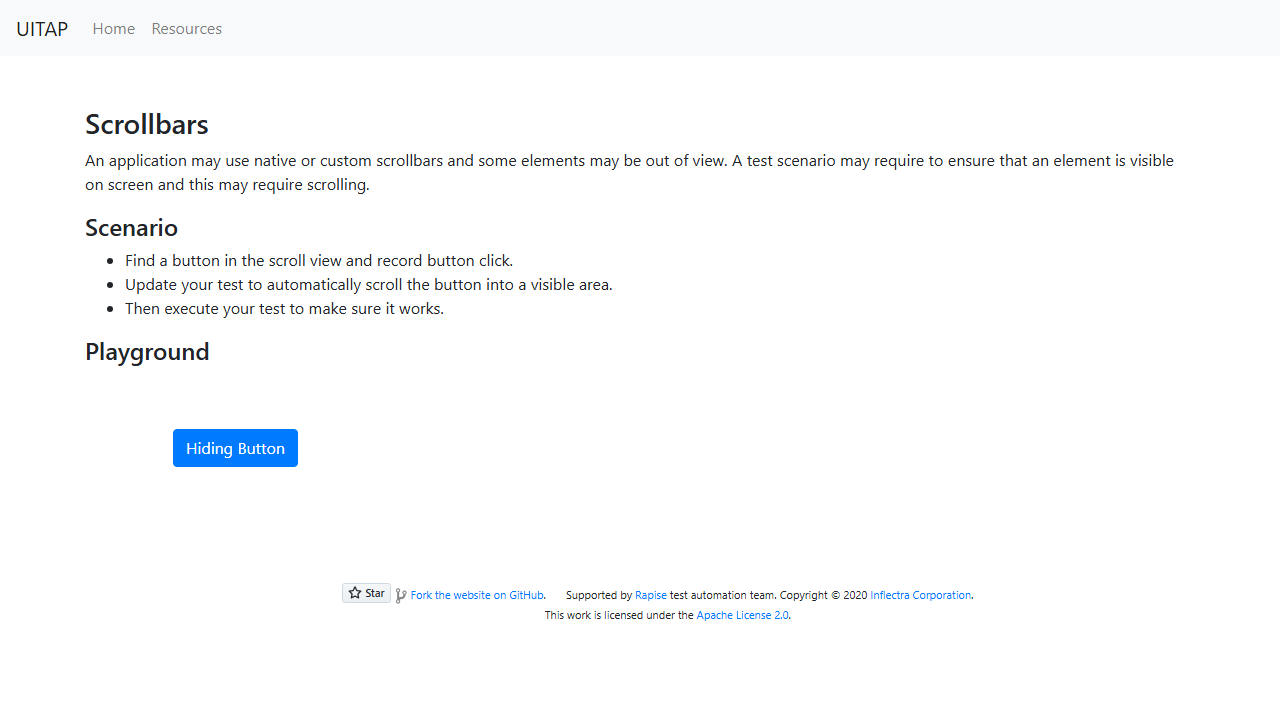 UITAP Home Resources
Scrollbars
An application may use native or custom scrollbars and some elements may be out of view. A test scenario may require to ensure that an element is visible
on screen and this may require scrolling.
Scenario
Find a button in the scroll view and record button click.
Update your test to automatically scroll the button into a visible area.
Then execute your test to make sure it works.
Playground
Hiding Button
Star Fork the website on GitHub. Supported by Rapise test automation team. Copyright © 2020 Inflectra Corporation.
This work is licensed under the Apache License 2.0.